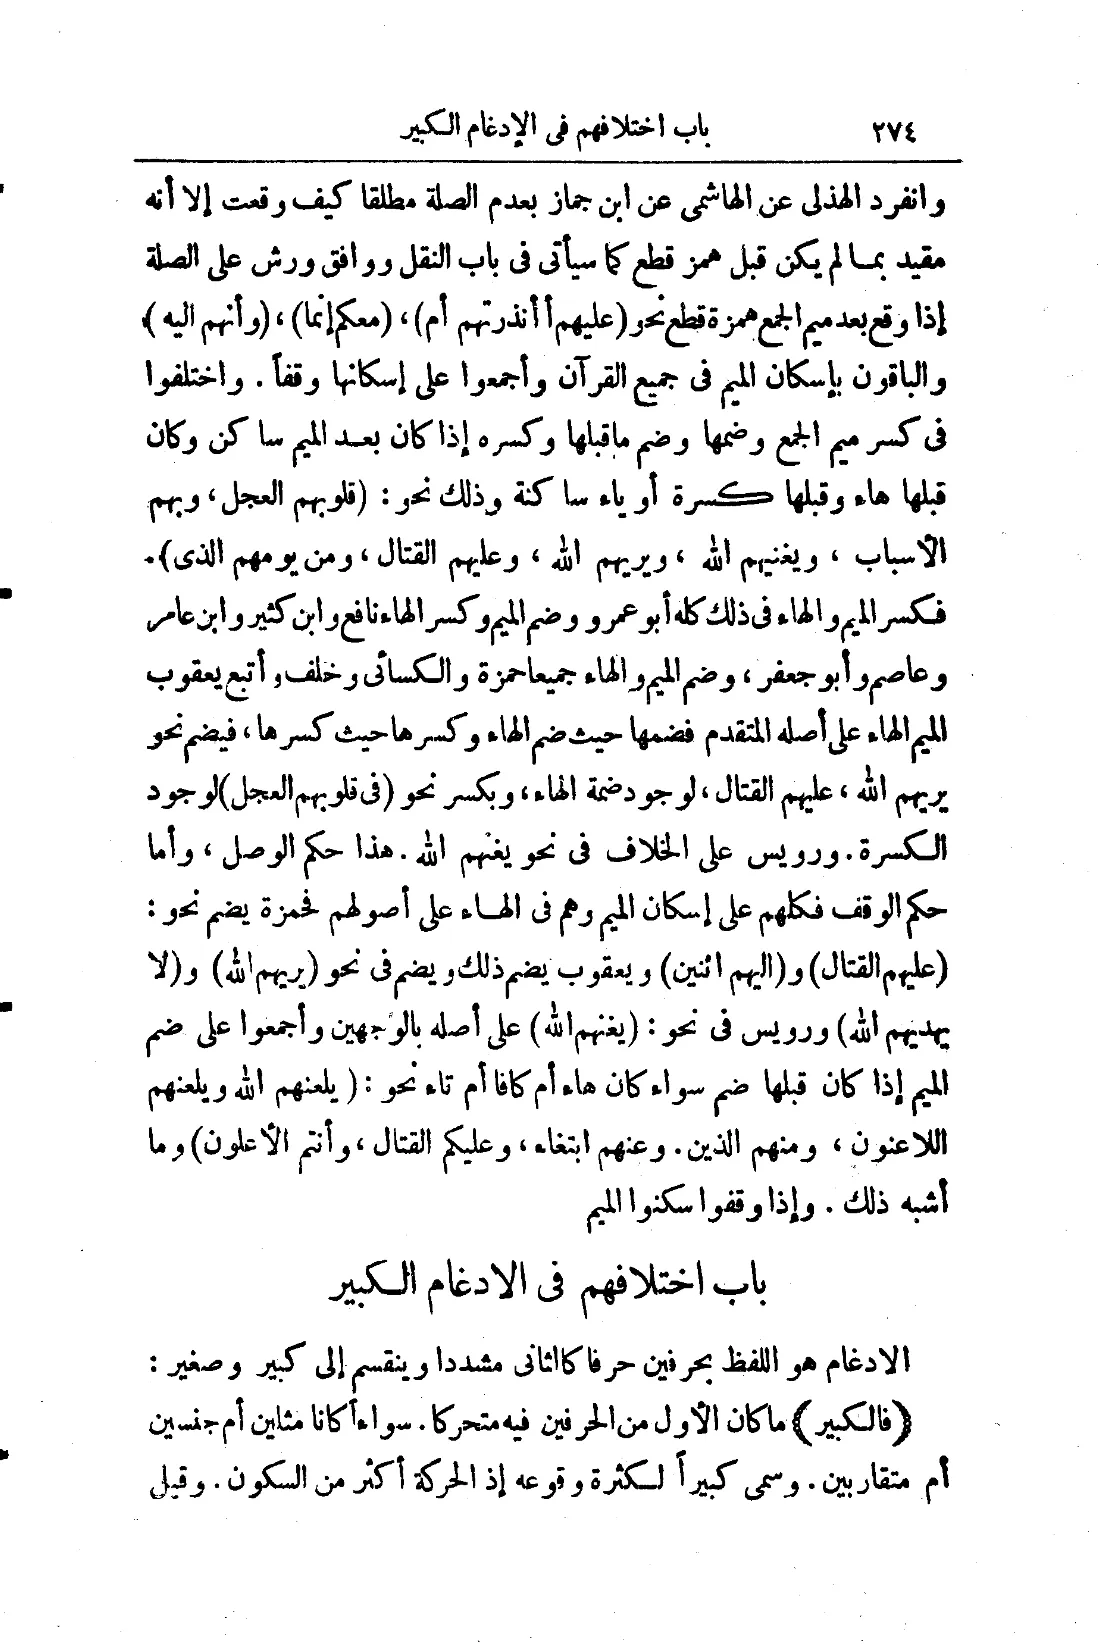 ٢٧٤ باب اختلافهم فى الإدغام الكبير
وانفرد الهذلى عن الهاشمى عن ابن جماز بعدم الصلة مطلقا كيف وقعت إلا أنه
مقيد بما لم يكن قبل همز قطع كما سيأتى فى باب النقل ووافق ورش على الصلة
إذا وقع بعد ميم الجمع همزة قطع نحو (عليهم أأنذرتهم أم)، (معكم إنما)، (وأنهم اليه)
والباقون بإسكان الميم فى جميع القرآن وأجمعوا على إسكانها وقفاً . واختلفوا
فى كسر ميم الجمع وضمها وضم ماقبلها وكسره إذا كان بعد الميم ساكن وكان
قبلها هاء وقبلها كسرة أو ياء ساكنة وذلك نحو : (قلوبهم العجل ، وبهم
الأسباب ، ويغنيهم الله ، ويريهم الله ، وعليهم القتال ، ومن يومهم الذى).
فكسر الميم والهاء فى ذلك كله أبو عمرو وضم الميم وكسر الهاء نافع وابن كثير وابن عامر
وعاصم وأبو جعفر ، وضم الميم والهاء جميعا حمزة والكسائى وخلف، وأتبع يعقوب
الميم الهاء على أصله المتقدم فضمها حيث ضم الهاء وكسرها حيث كسرها ، فيضم نحو
يريهم الله ، عليهم القتال ، لوجود ضمة الهاء ، ويكسر نحو (فى قلوبهم العجل) لوجود
الكسرة . ورويس على الخلاف فى نحو يغنهم الله . هذا حكم الوصل ، وأما
حكم الوقف فكلهم على إسكان الميم وهم فى الهاء على أصولهم فحمزة يضم نحو :
(عليهم القتال) و(اليهم اثنين) ويعقوب يضم ذلك ويضم فى نحو (يريهم الله) و(لا
يهديهم الله) ورويس فى نحو : (يغنهم الله) على أصله بالوجهين وأجمعوا على ضم
الميم إذا كان قبلها ضم سواء كان هاء أم كافا أم تاء نحو : (يلعنهم الله ويلعنهم
اللاعنون ، ومنهم الذين . وعنهم ابتغاء ، وعليكم القتال ، وأنتم الأعلون) وما
أشبه ذلك . وإذا وقفوا سكنوا الميم
باب اختلافهم فى الادغام الكبير
الادغام هو اللفظ بحرفين حرفا كالثانى مشددا وينقسم إلى كبير وصغير :
(فالكبير) ماكان الأول من الحرفين فيه متحركا . سواء أكانا مثلين أم جنسين
أم متقاربين . وسمى كبيراً لكثرة وقوعه إذ الحركة أكثر من السكون . وقيل